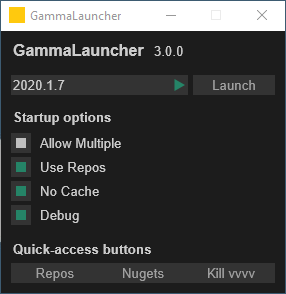 GammaLauncher
GammaLauncher 3.0.0
2020.1.7 Launch
Startup options
Allow Multiple
Use Repos
No Cache
Debug
Quick-access buttons
Repos Nugets Kill vvvv